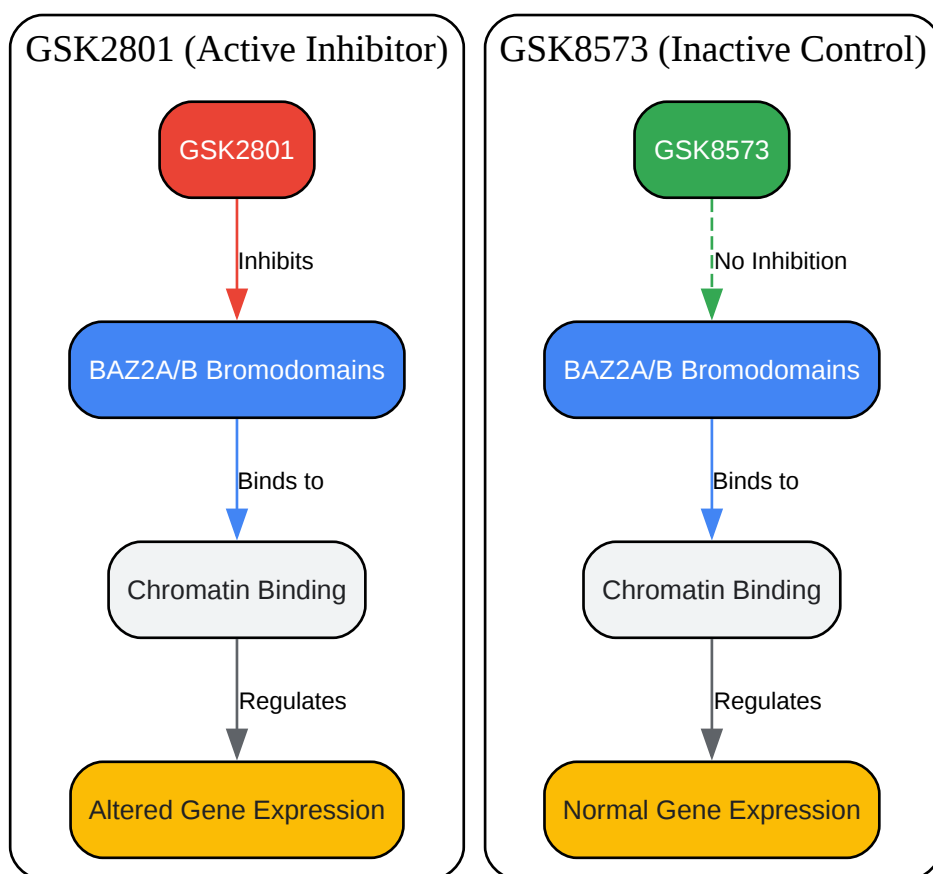 GSK2801 (Active Inhibitor)
GSK2801
Inhibits
BAZ2A/B Bromodomains
Binds to
Chromatin Binding
Regulates
Altered Gene Expression
GSK8573 (Inactive Control)
GSK8573
No Inhibition
BAZ2A/B Bromodomains
Binds to
Chromatin Binding
Regulates
Normal Gene Expression